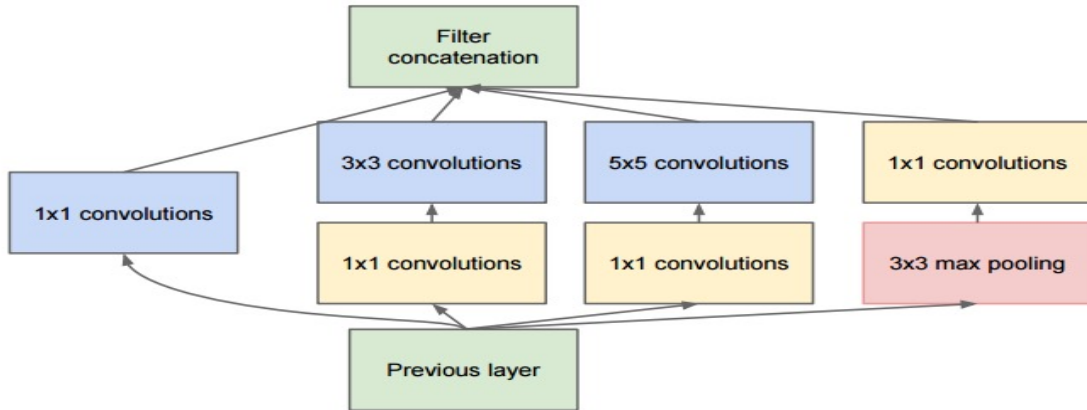 Filter
concatenation
3x3 convolutions
5x5 convolutions
1x1 convolutions
1x1 convolutions
1x1 convolutions
1x1 convolutions
3x3 max pooling
Previous layer